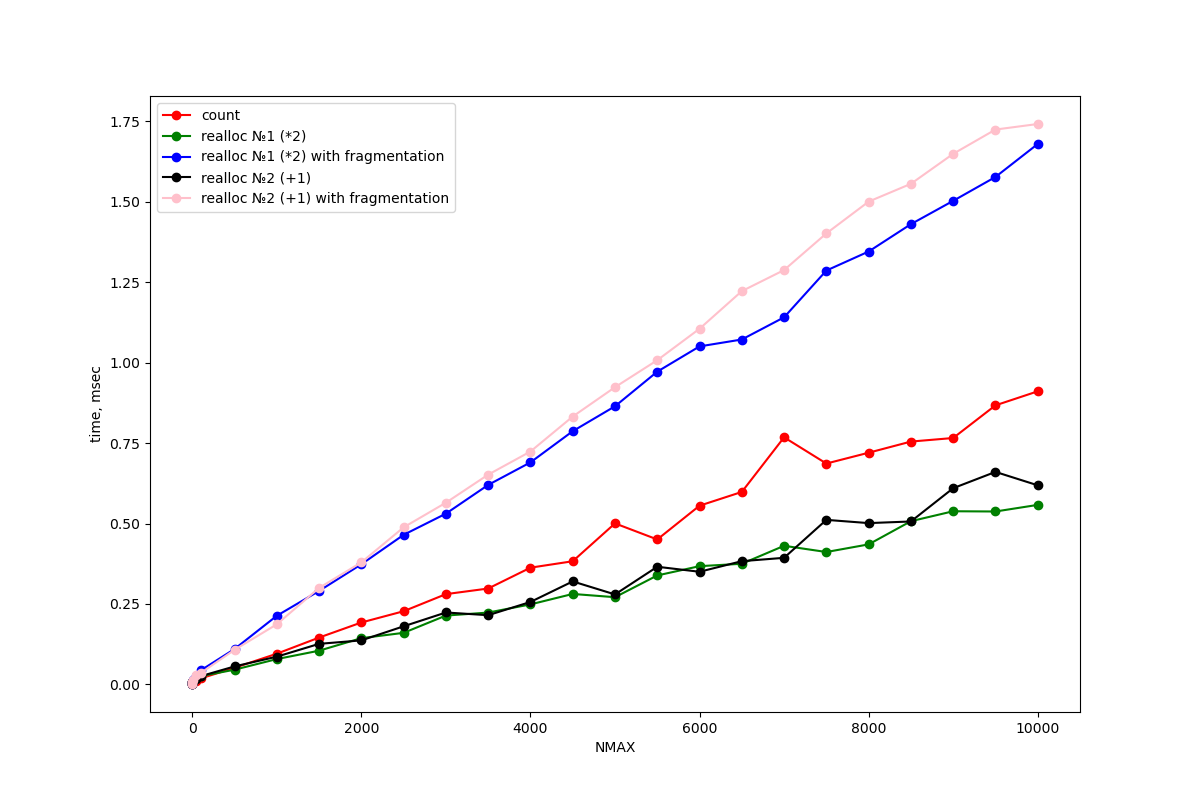 count
realloc №1 (*2)
realloc №1 (*2) with fragmentation
realloc №2 (+1)
realloc №2 (+1) with fragmentation
1.75
1.50
1.25
1.00
0.75
0.50
0.25
0.00
time, msec
0 2000 4000 6000 8000 10000
NMAX